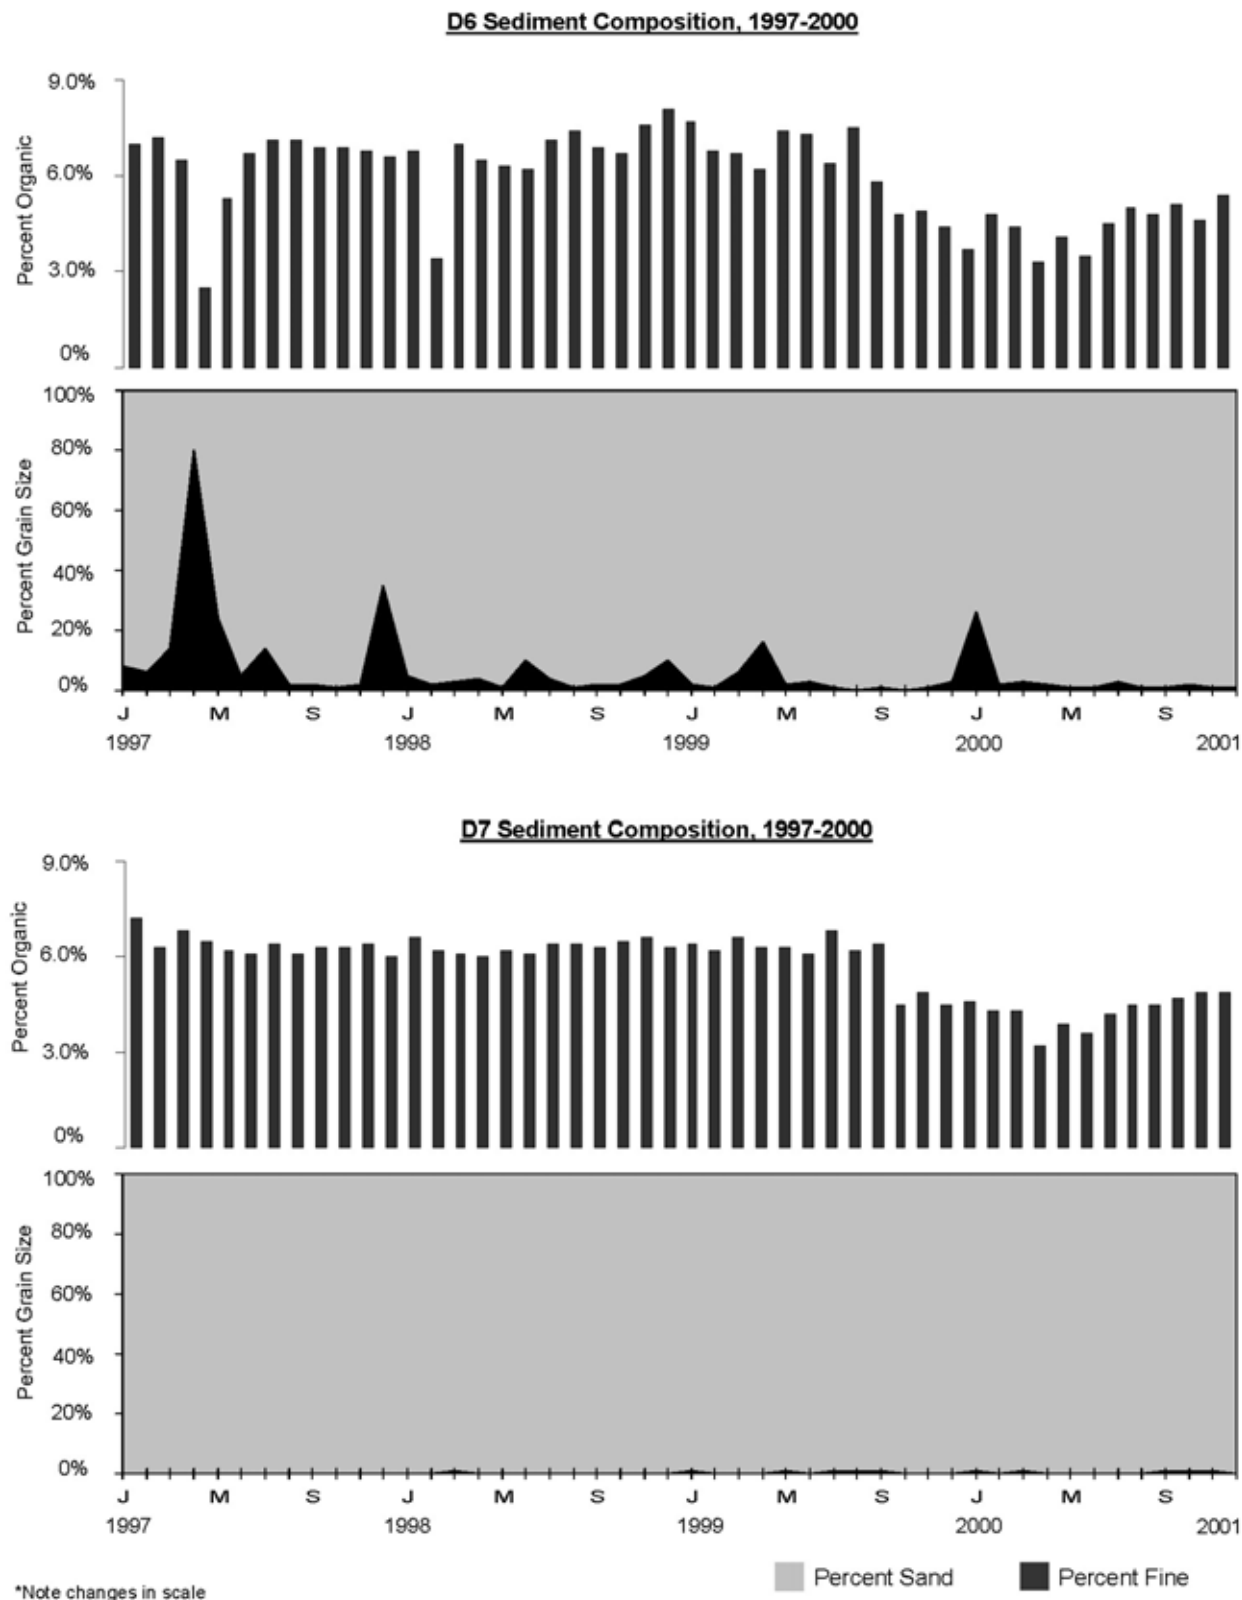 D6 Sediment Composition, 1997-2000
9.0%
6.0%
3.0%
0%
Percent Organic
100%
80%
60%
40%
20%
0%
Percent Grain Size
J M S J M S J M S J M S
1997 1998 1999 2000 2001
D7 Sediment Composition, 1997-2000
9.0%
6.0%
3.0%
0%
Percent Organic
100%
80%
60%
40%
20%
0%
Percent Grain Size
J M S J M S J M S J M S
1997 1998 1999 2000 2001
Percent Sand Percent Fine
*Note changes in scale